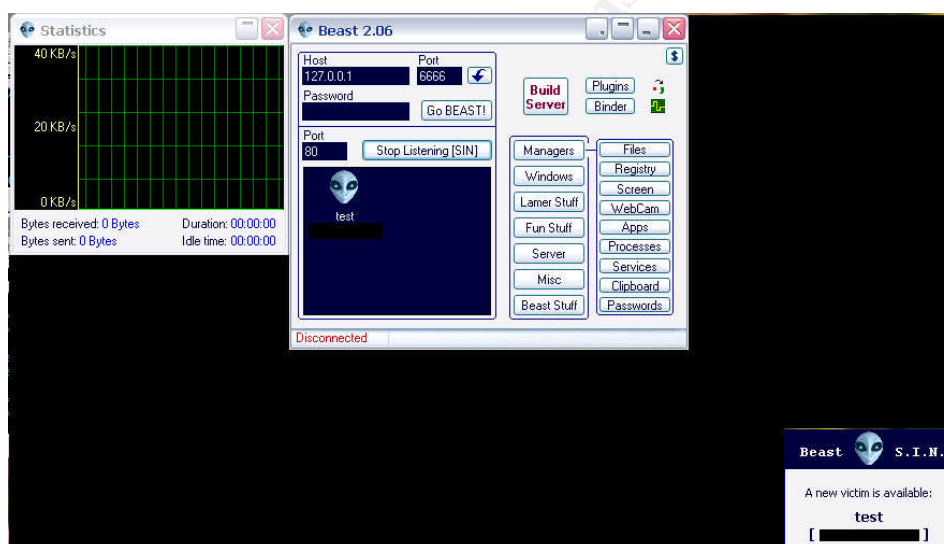 Statistics
40 KB/s
20 KB/s
0 KB/s
Bytes received: 0 Bytes Duration: 00:00:00
Bytes sent: 0 Bytes Idle time: 00:00:00
Beast 2.06
Host Port
127.0.0.1 6666
Password
Go BEAST!
Port
80 Stop Listening [SIN]
test
Disconnected
$
Build Server
Plugins
Binder
Managers
Windows
Lamer Stuff
Fun Stuff
Server
Misc
Beast Stuff
Files
Registry
Screen
WebCam
Apps
Processes
Services
Clipboard
Passwords
Beast S.I.N.
A new victim is available:
test
[ ]